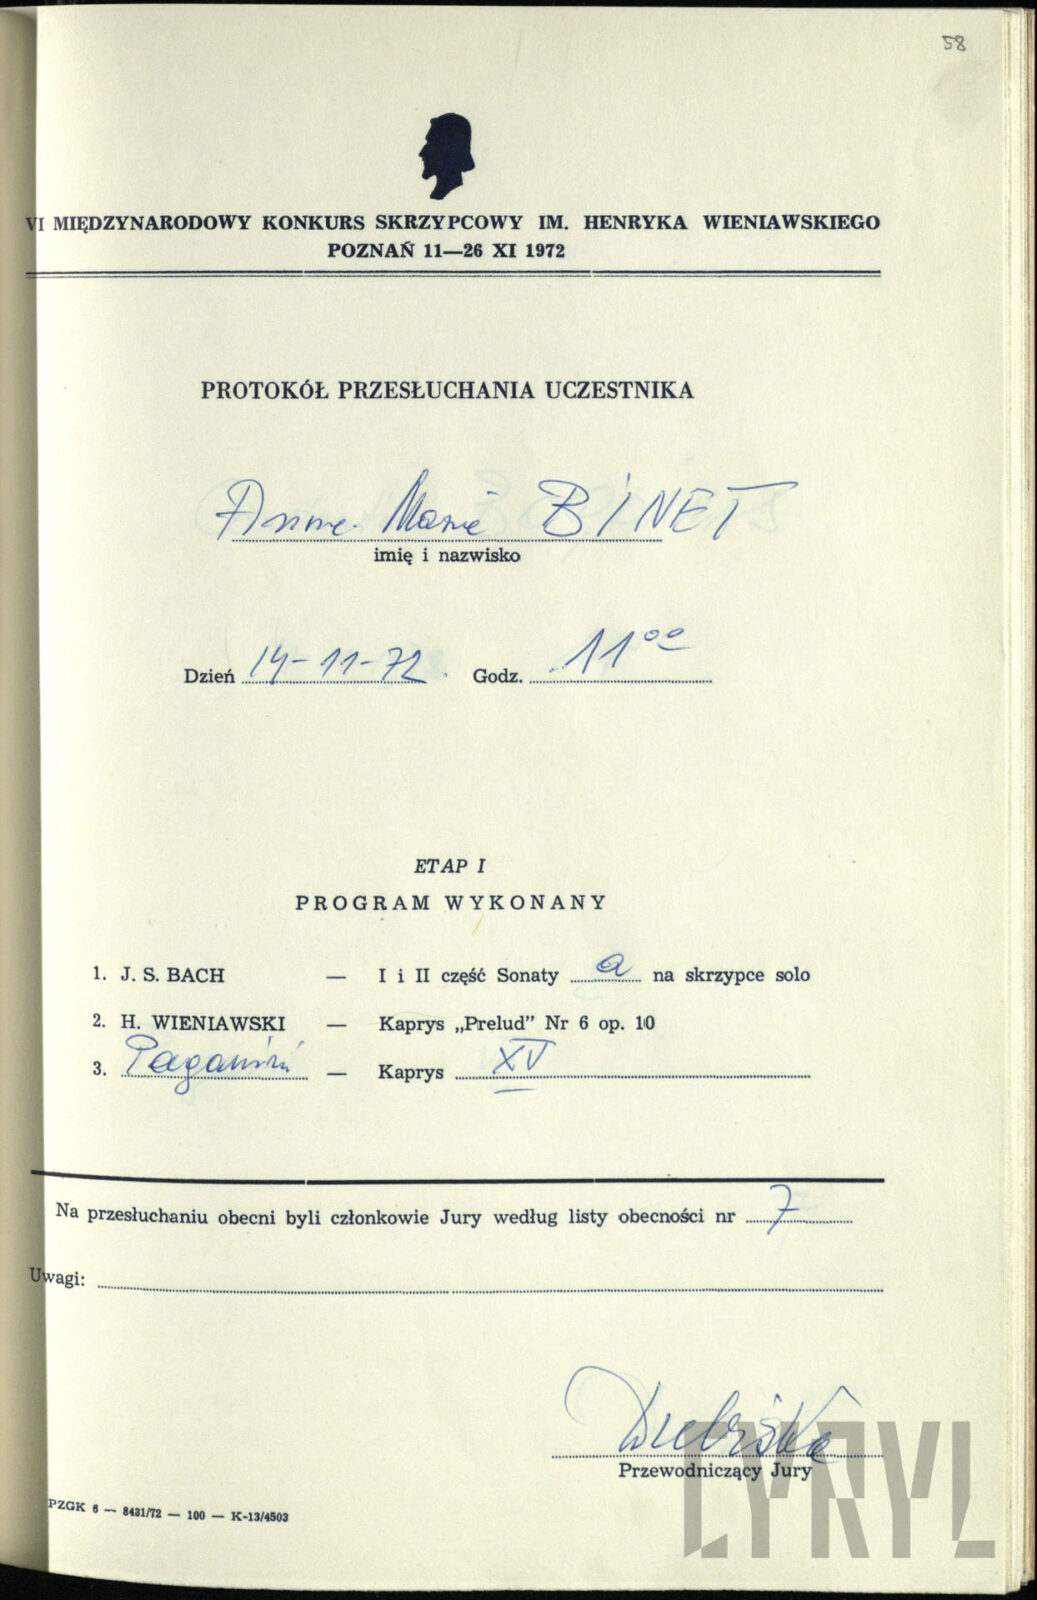 58
VI MIĘDZYNARODOWY KONKURS SKRZYPCOWY IM. HENRYKA WIENIAWSKIEGO
POZNAŃ 11—26 XI 1972
PROTOKÓŁ PRZESŁUCHANIA UCZESTNIKA
Anne-Marie BINET
imię i nazwisko
Dzień 14-11-72. Godz. 11⁰⁰
ETAP I
PROGRAM WYKONANY
1. J. S. BACH — I i II część Sonaty a na skrzypce solo
2. H. WIENIAWSKI — Kaprys „Prelud” Nr 6 op. 10
3. Paganini — Kaprys XV
Na przesłuchaniu obecni byli członkowie Jury według listy obecności nr 7
Uwagi:
Przewodniczący Jury
PZGK 6 — 8431/72 — 100 — K-13/4503
CYRYL